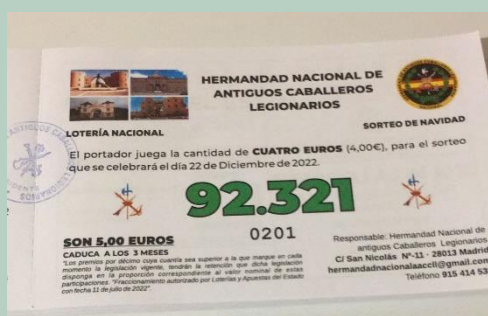 HERMANDAD NACIONAL DE
ANTIGUOS CABALLEROS
LEGIONARIOS
LOTERÍA NACIONAL
SORTEO DE NAVIDAD
El portador juega la cantidad de CUATRO EUROS (4,00€), para el sorteo
que se celebrará el día 22 de Diciembre de 2022.
92.321
0201
SON 5,00 EUROS
CADUCA A LOS 3 MESES
"Los premios por décimo cuya cuantía sea superior a la que marque en cada
momento la legislación vigente, tendrán la retención que dicha legislación
disponga en la proporción correspondiente al valor nominal de estas
participaciones. "Fraccionamiento autorizado por Loterías y Apuestas del Estado
con fecha 11 de julio de 2022".
Responsable: Hermandad Nacional de
antiguos Caballeros Legionarios
C/ San Nicolás Nº-11 - 28013 Madrid
hermandadnacionalaaccll@gmail.com
Teléfono 915 414 53